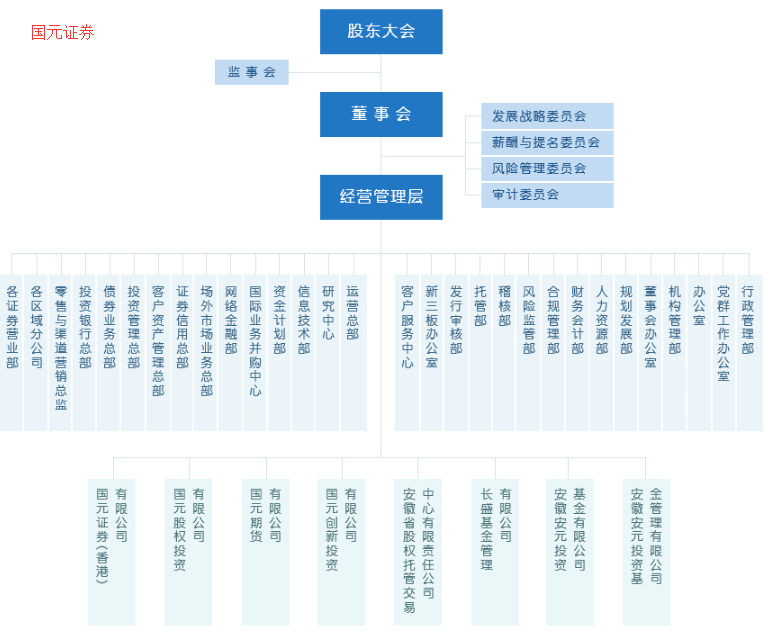 国元证券
股东大会
监事会
董事会
发展战略委员会
薪酬与提名委员会
风险管理委员会
审计委员会
经营管理层
各证券营业部
各区域分公司
零售与渠道营销总监
投资银行总部
债券业务总部
投资管理总部
客户资产管理总部
证券信用总部
场外市场业务总部
网络金融部
国际业务并购中心
资金计划部
信息技术部
研究中心
运营总部
客户服务中心
新三板办公室
发行审核部
托管部
稽核部
风险监管部
合规管理部
财务会计部
人力资源部
规划发展部
董事会办公室
机构管理部
办公室
党群工作办公室
行政管理部
国元证券(香港)
有限公司
国元股权投资
有限公司
国元期货
有限公司
国元创新投资
有限公司
安徽省股权托管交易
中心有限责任公司
长盛基金管理
有限公司
安徽安元投资
基金有限公司
安徽安元投资基
金管理有限公司